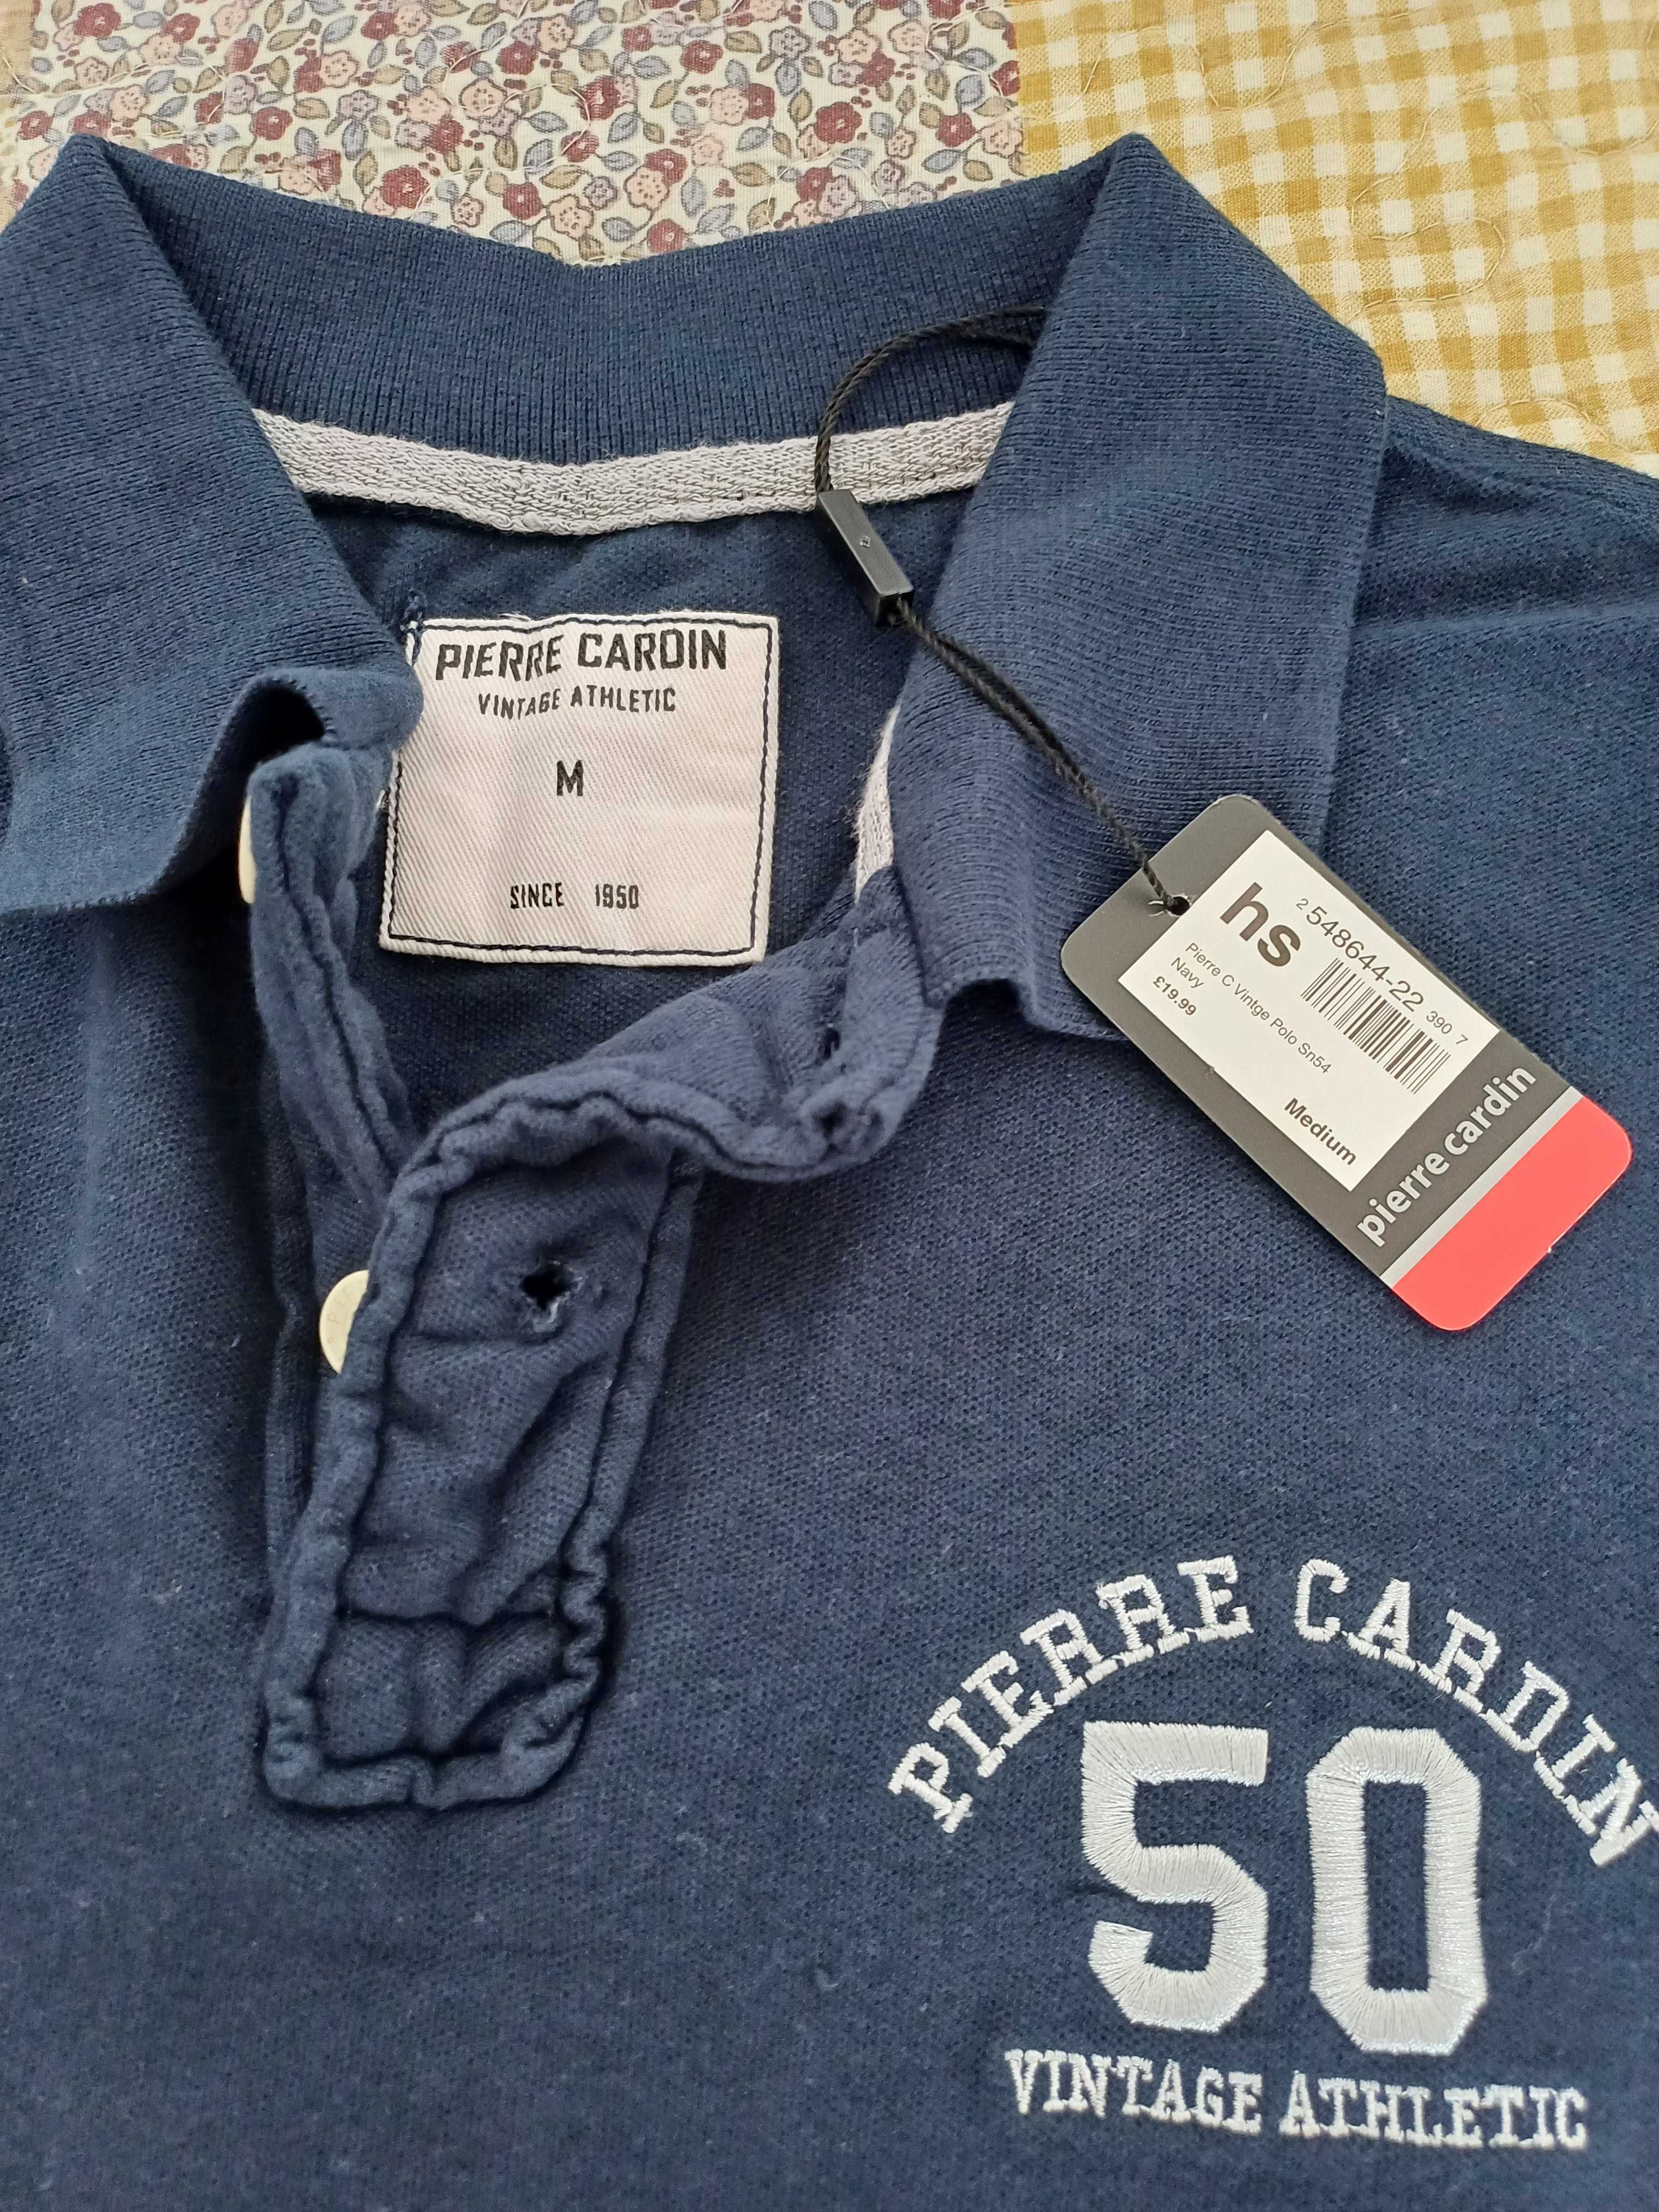 PIERRE CARDIN
VINTAGE ATHLETIC
M
SINCE 1950
hs
2 548644-22 390 7
Pierre C Vintge Polo Sn54
Navy
£19.99
Medium
pierre cardin
PIERRE CARDIN
50
VINTAGE ATHLETIC